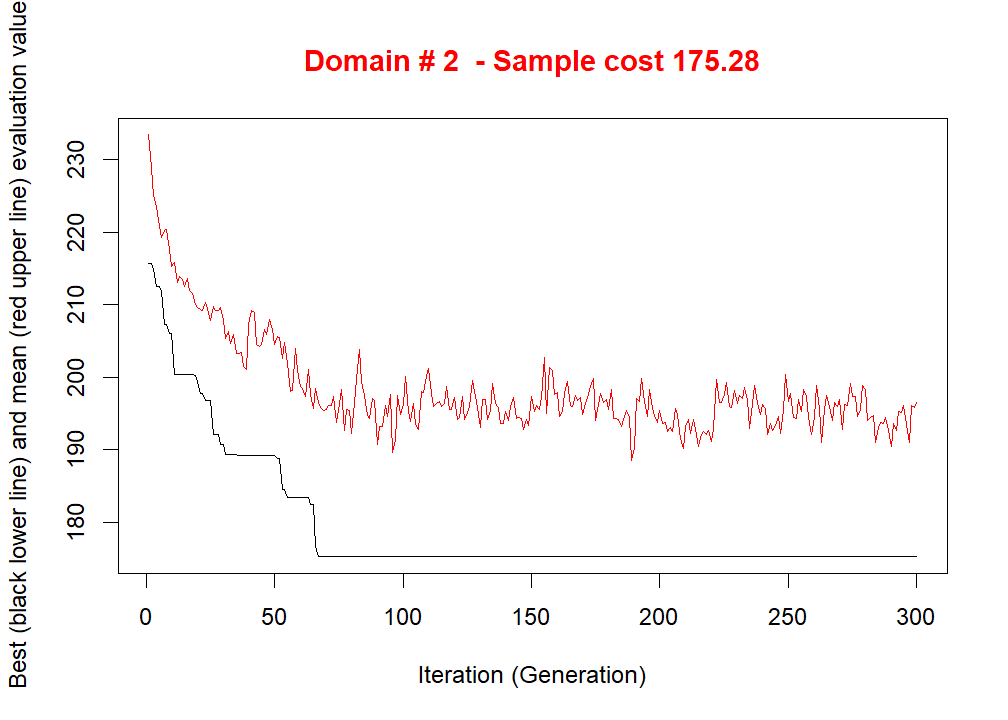 Domain # 2  - Sample cost 175.28
Best (black lower line) and mean (red upper line) evaluation value
230
220
210
200
190
180
0 50 100 150 200 250 300
Iteration (Generation)